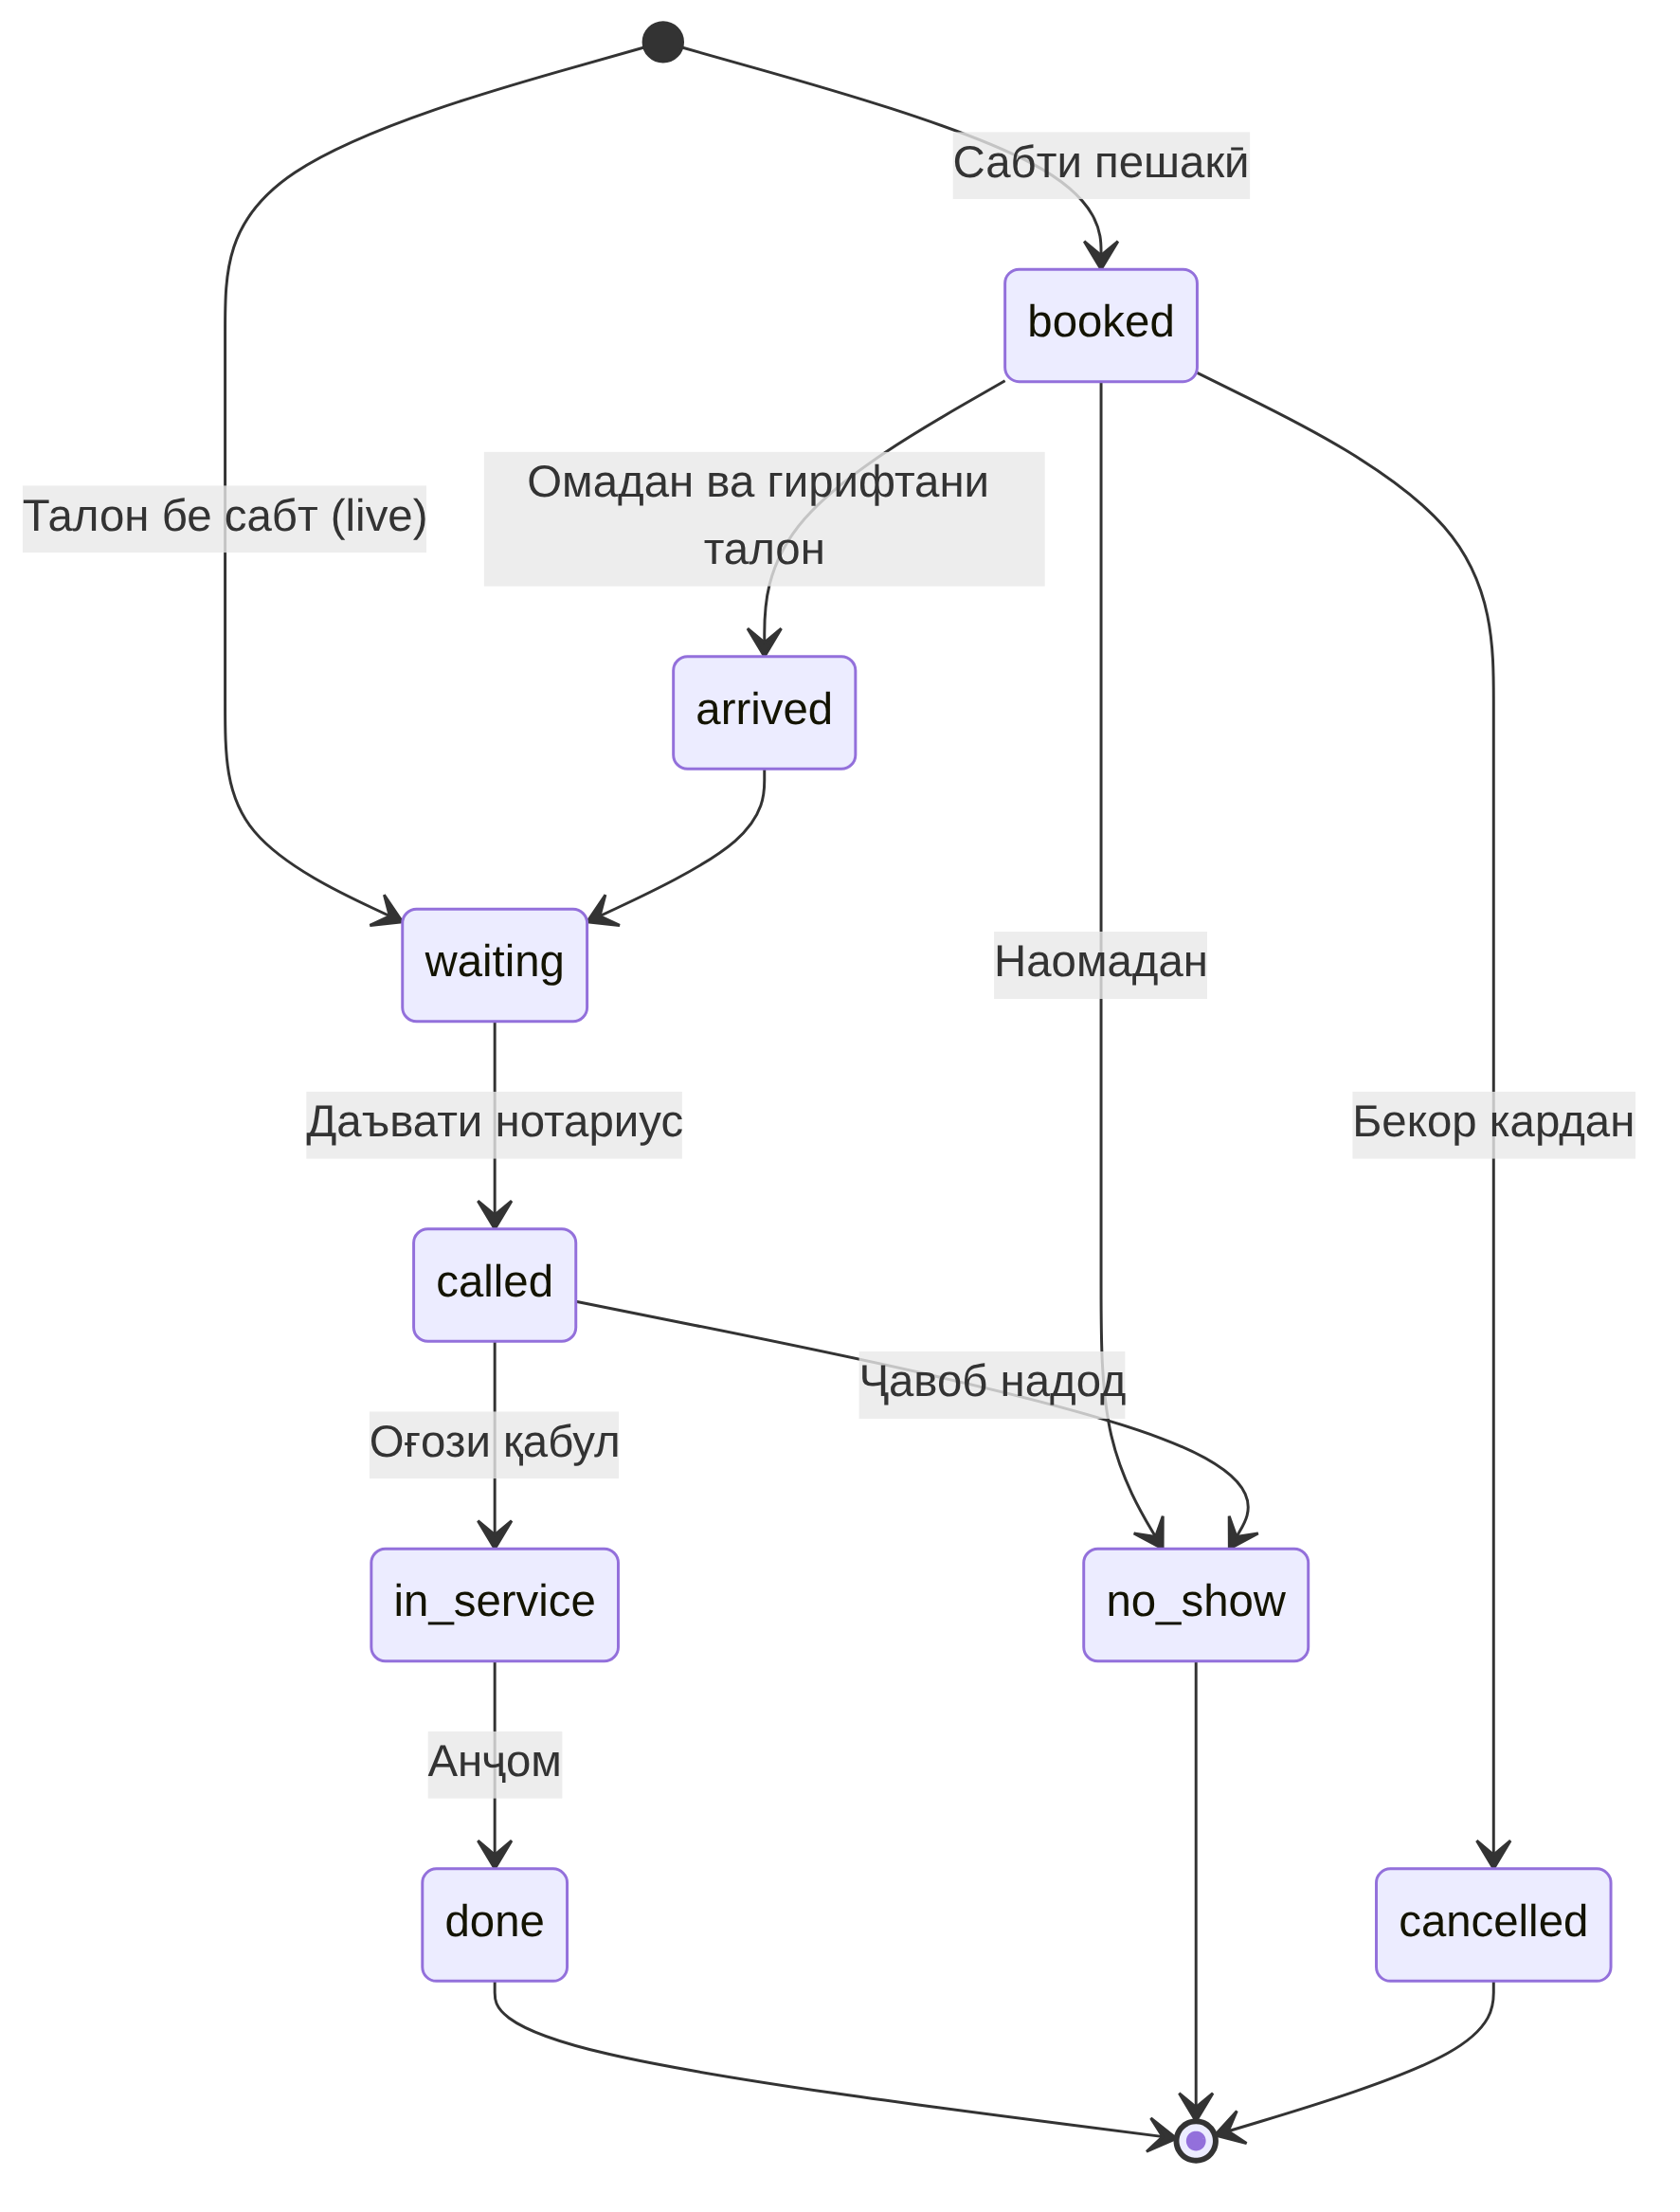 Сабти пешакӣ
booked
Омадан ва гирифтани
талон
Талон бе сабт (live)
arrived
waiting
Наомадан
Даъвати нотариус
Бекор кардан
called
Ҷавоб надод
Оғози қабул
in_service
no_show
Анҷом
done
cancelled